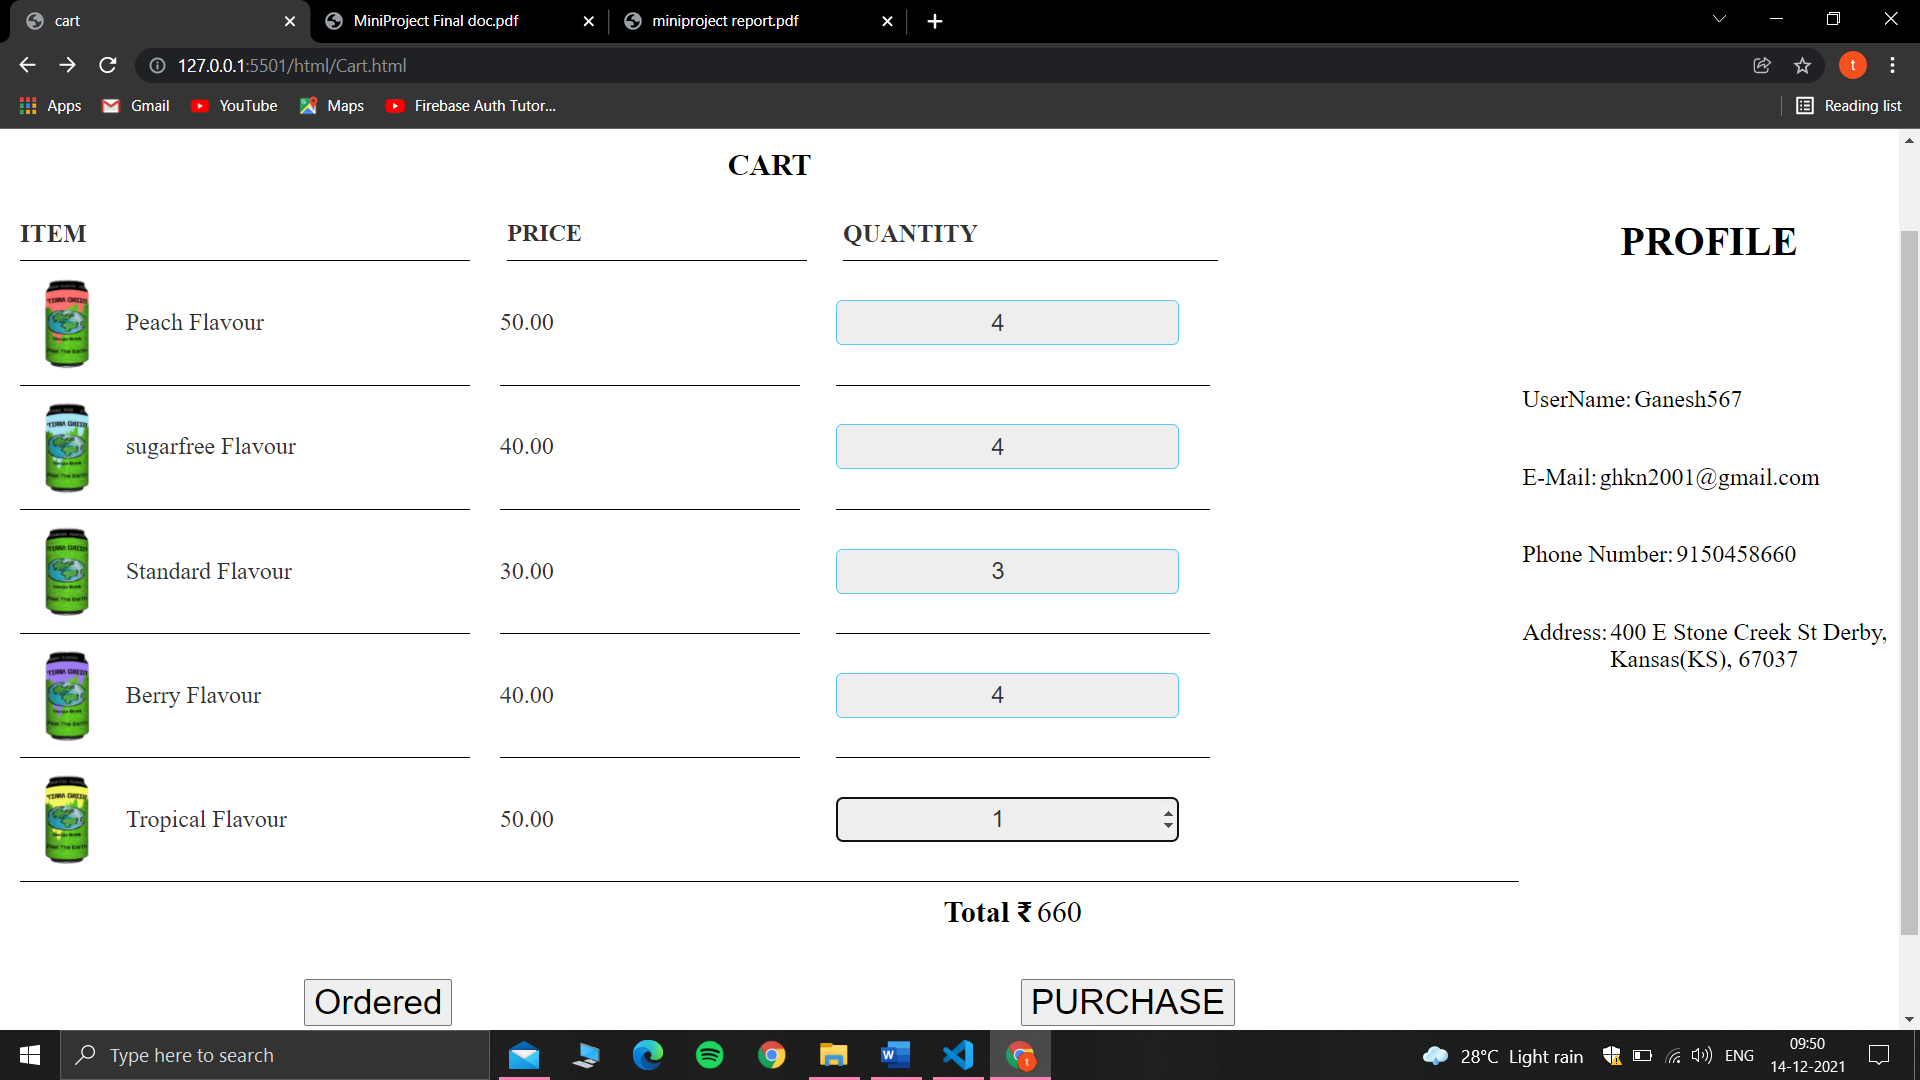 cart
MiniProject Final doc.pdf
miniproject report.pdf
127.0.0.1:5501/html/Cart.html
t
Apps
Gmail
YouTube
Maps
Firebase Auth Tutor...
Reading list
CART
ITEM PRICE QUANTITY
PROFILE
Peach Flavour 50.00 4
sugarfree Flavour 40.00 4
Standard Flavour 30.00 3
Berry Flavour 40.00 4
Tropical Flavour 50.00 1
UserName: Ganesh567
E-Mail: ghkn2001@gmail.com
Phone Number: 9150458660
Address: 400 E Stone Creek St Derby,
Kansas(KS), 67037
Total ₹ 660
Ordered
PURCHASE
Type here to search
28°C Light rain
ENG
09:50
14-12-2021